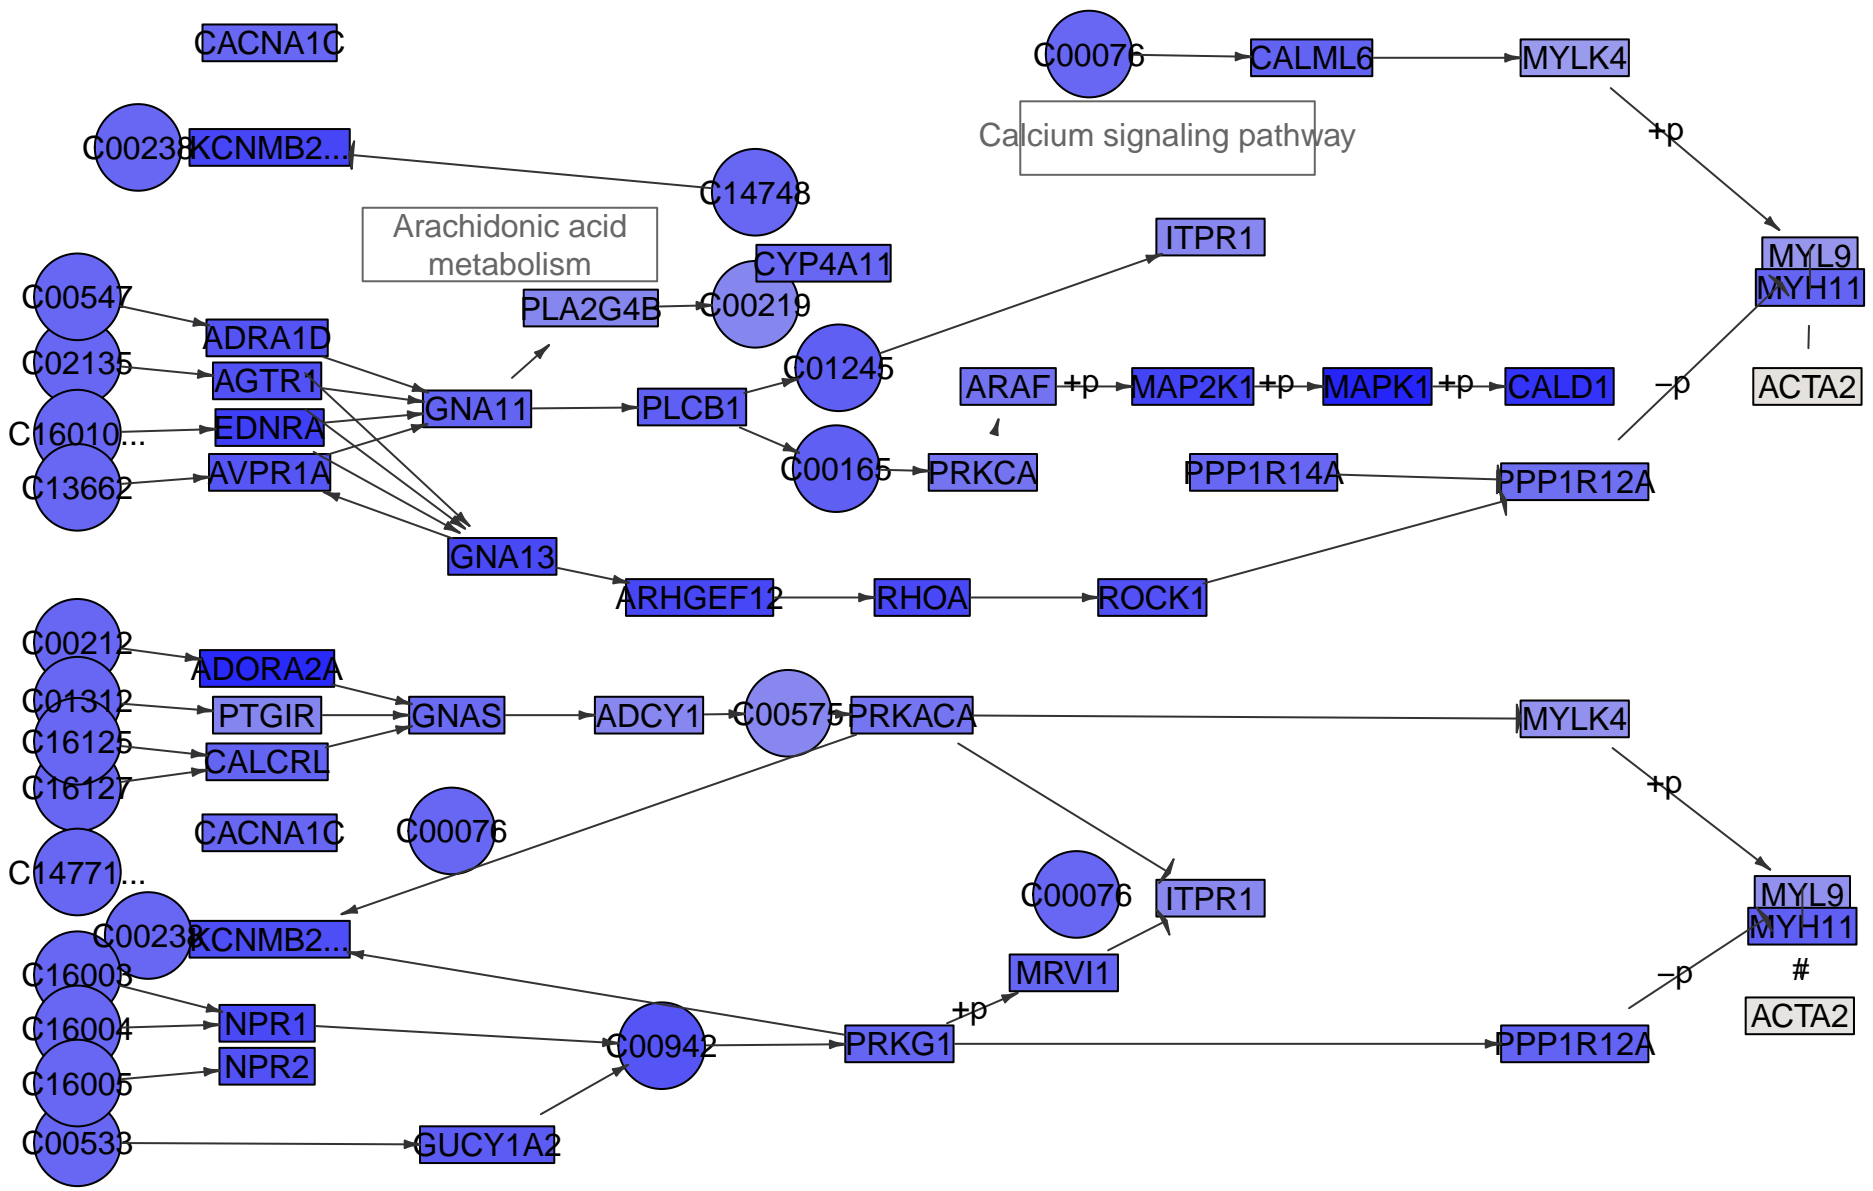 CACNA1C
C00076
CALML6
MYLK4
C00238
KCNMB2...
Calcium signaling pathway
+p
C14748
Arachidonic acid
metabolism
ITPR1
CYP4A11
MYL9
MYH11
C00547
PLA2G4B
C00219
ADRA1D
C02135
AGTR1
C01245
ARAF
+p
MAP2K1
+p
MAPK1
+p
CALD1
−p
ACTA2
GNA11
PLCB1
C16010...
EDNRA
C13662
AVPR1A
C00165
PRKCA
PPP1R14A
PPP1R12A
GNA13
ARHGEF12
RHOA
ROCK1
C00212
ADORA2A
C01312
PTGIR
GNAS
ADCY1
C00575
PRKACA
MYLK4
C16125
CALCRL
C16127
+p
CACNA1C
C00076
C14771...
C00076
ITPR1
MYL9
MYH11
C00238
KCNMB2...
C16003
MRVI1
−p
#
+p
ACTA2
C16004
NPR1
C00942
PRKG1
PPP1R12A
NPR2
C16005
C00533
GUCY1A2